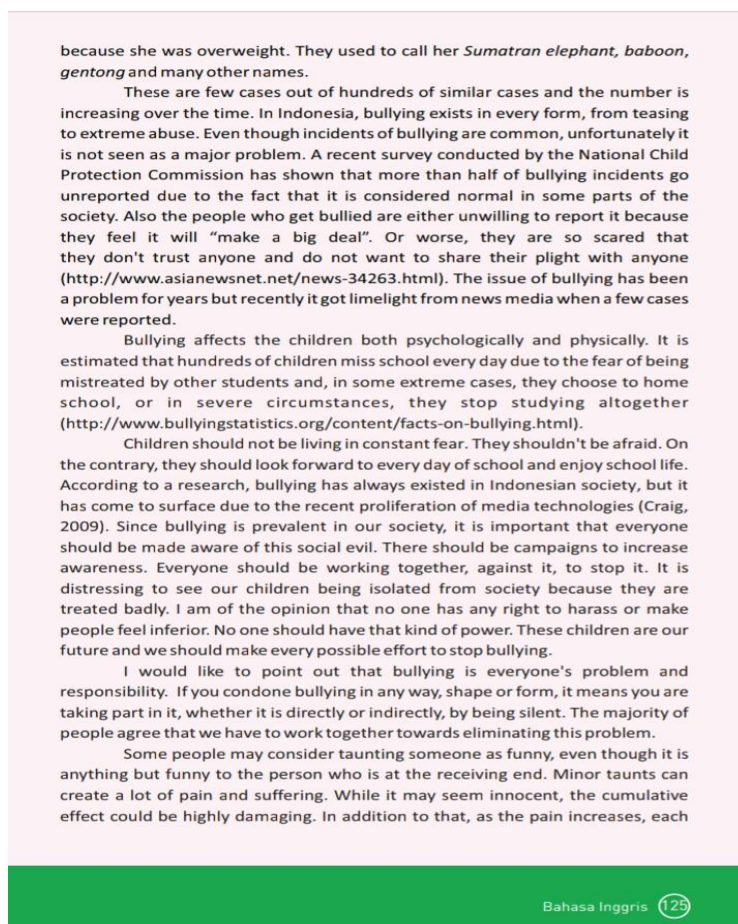 because she was overweight. They used to call her Sumatran elephant, baboon,
gentong and many other names.
These are few cases out of hundreds of similar cases and the number is
increasing over the time. In Indonesia, bullying exists in every form, from teasing
to extreme abuse. Even though incidents of bullying are common, unfortunately it
is not seen as a major problem. A recent survey conducted by the National Child
Protection Commission has shown that more than half of bullying incidents go
unreported due to the fact that it is considered normal in some parts of the
society. Also the people who get bullied are either unwilling to report it because
they feel it will “make a big deal”. Or worse, they are so scared that
they don't trust anyone and do not want to share their plight with anyone
(http://www.asianewsnet.net/news-34263.html). The issue of bullying has been
a problem for years but recently it got limelight from news media when a few cases
were reported.
Bullying affects the children both psychologically and physically. It is
estimated that hundreds of children miss school every day due to the fear of being
mistreated by other students and, in some extreme cases, they choose to home
school, or in severe circumstances, they stop studying altogether
(http://www.bullyingstatistics.org/content/facts-on-bullying.html).
Children should not be living in constant fear. They shouldn't be afraid. On
the contrary, they should look forward to every day of school and enjoy school life.
According to a research, bullying has always existed in Indonesian society, but it
has come to surface due to the recent proliferation of media technologies (Craig,
2009). Since bullying is prevalent in our society, it is important that everyone
should be made aware of this social evil. There should be campaigns to increase
awareness. Everyone should be working together, against it, to stop it. It is
distressing to see our children being isolated from society because they are
treated badly. I am of the opinion that no one has any right to harass or make
people feel inferior. No one should have that kind of power. These children are our
future and we should make every possible effort to stop bullying.
I would like to point out that bullying is everyone's problem and
responsibility. If you condone bullying in any way, shape or form, it means you are
taking part in it, whether it is directly or indirectly, by being silent. The majority of
people agree that we have to work together towards eliminating this problem.
Some people may consider taunting someone as funny, even though it is
anything but funny to the person who is at the receiving end. Minor taunts can
create a lot of pain and suffering. While it may seem innocent, the cumulative
effect could be highly damaging. In addition to that, as the pain increases, each
Bahasa Inggris 125